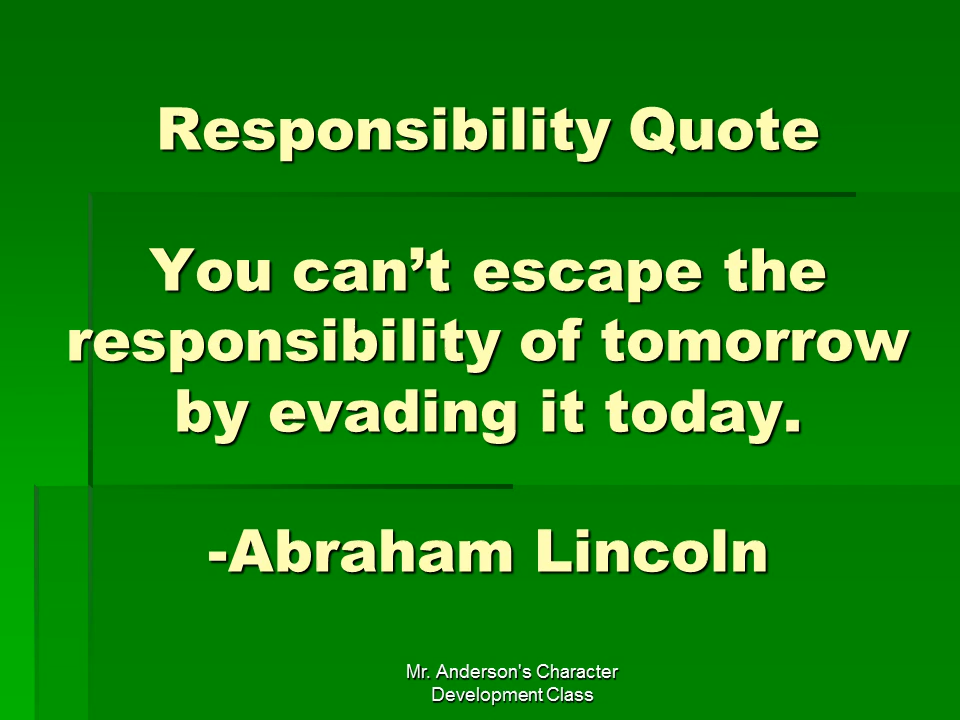 Responsibility Quote
You can’t escape the
responsibility of tomorrow
by evading it today.
-Abraham Lincoln
Mr. Anderson's Character
Development Class